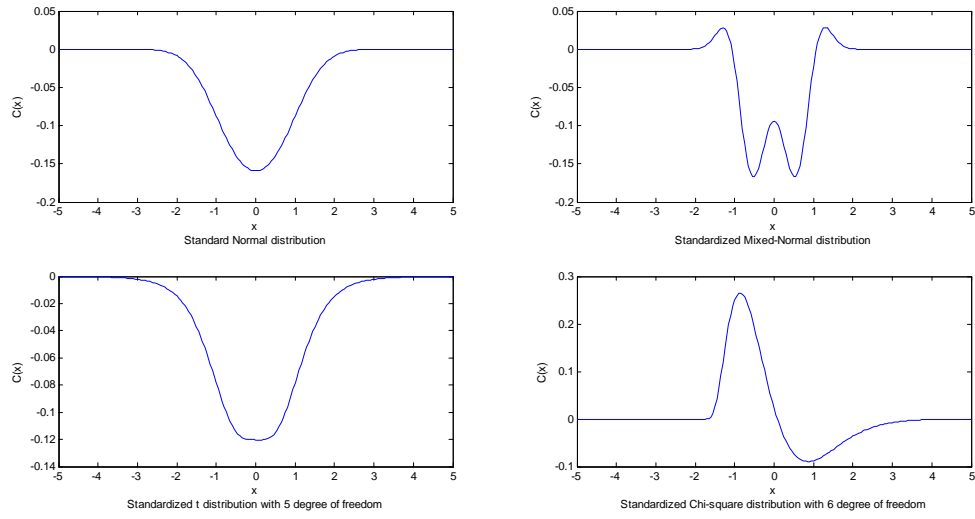 0.05
0
-0.05
-0.1
-0.15
-0.2
C(x)
-5 -4 -3 -2 -1 0 1 2 3 4 5
x
Standard Normal distribution
0.05
0
-0.05
-0.1
-0.15
-0.2
C(x)
-5 -4 -3 -2 -1 0 1 2 3 4 5
x
Standardized Mixed-Normal distribution
0
-0.02
-0.04
-0.06
-0.08
-0.1
-0.12
-0.14
C(x)
-5 -4 -3 -2 -1 0 1 2 3 4 5
x
Standardized t distribution with 5 degree of freedom
0.3
0.2
0.1
0
-0.1
C(x)
-5 -4 -3 -2 -1 0 1 2 3 4 5
x
Standardized Chi-square distribution with 6 degree of freedom